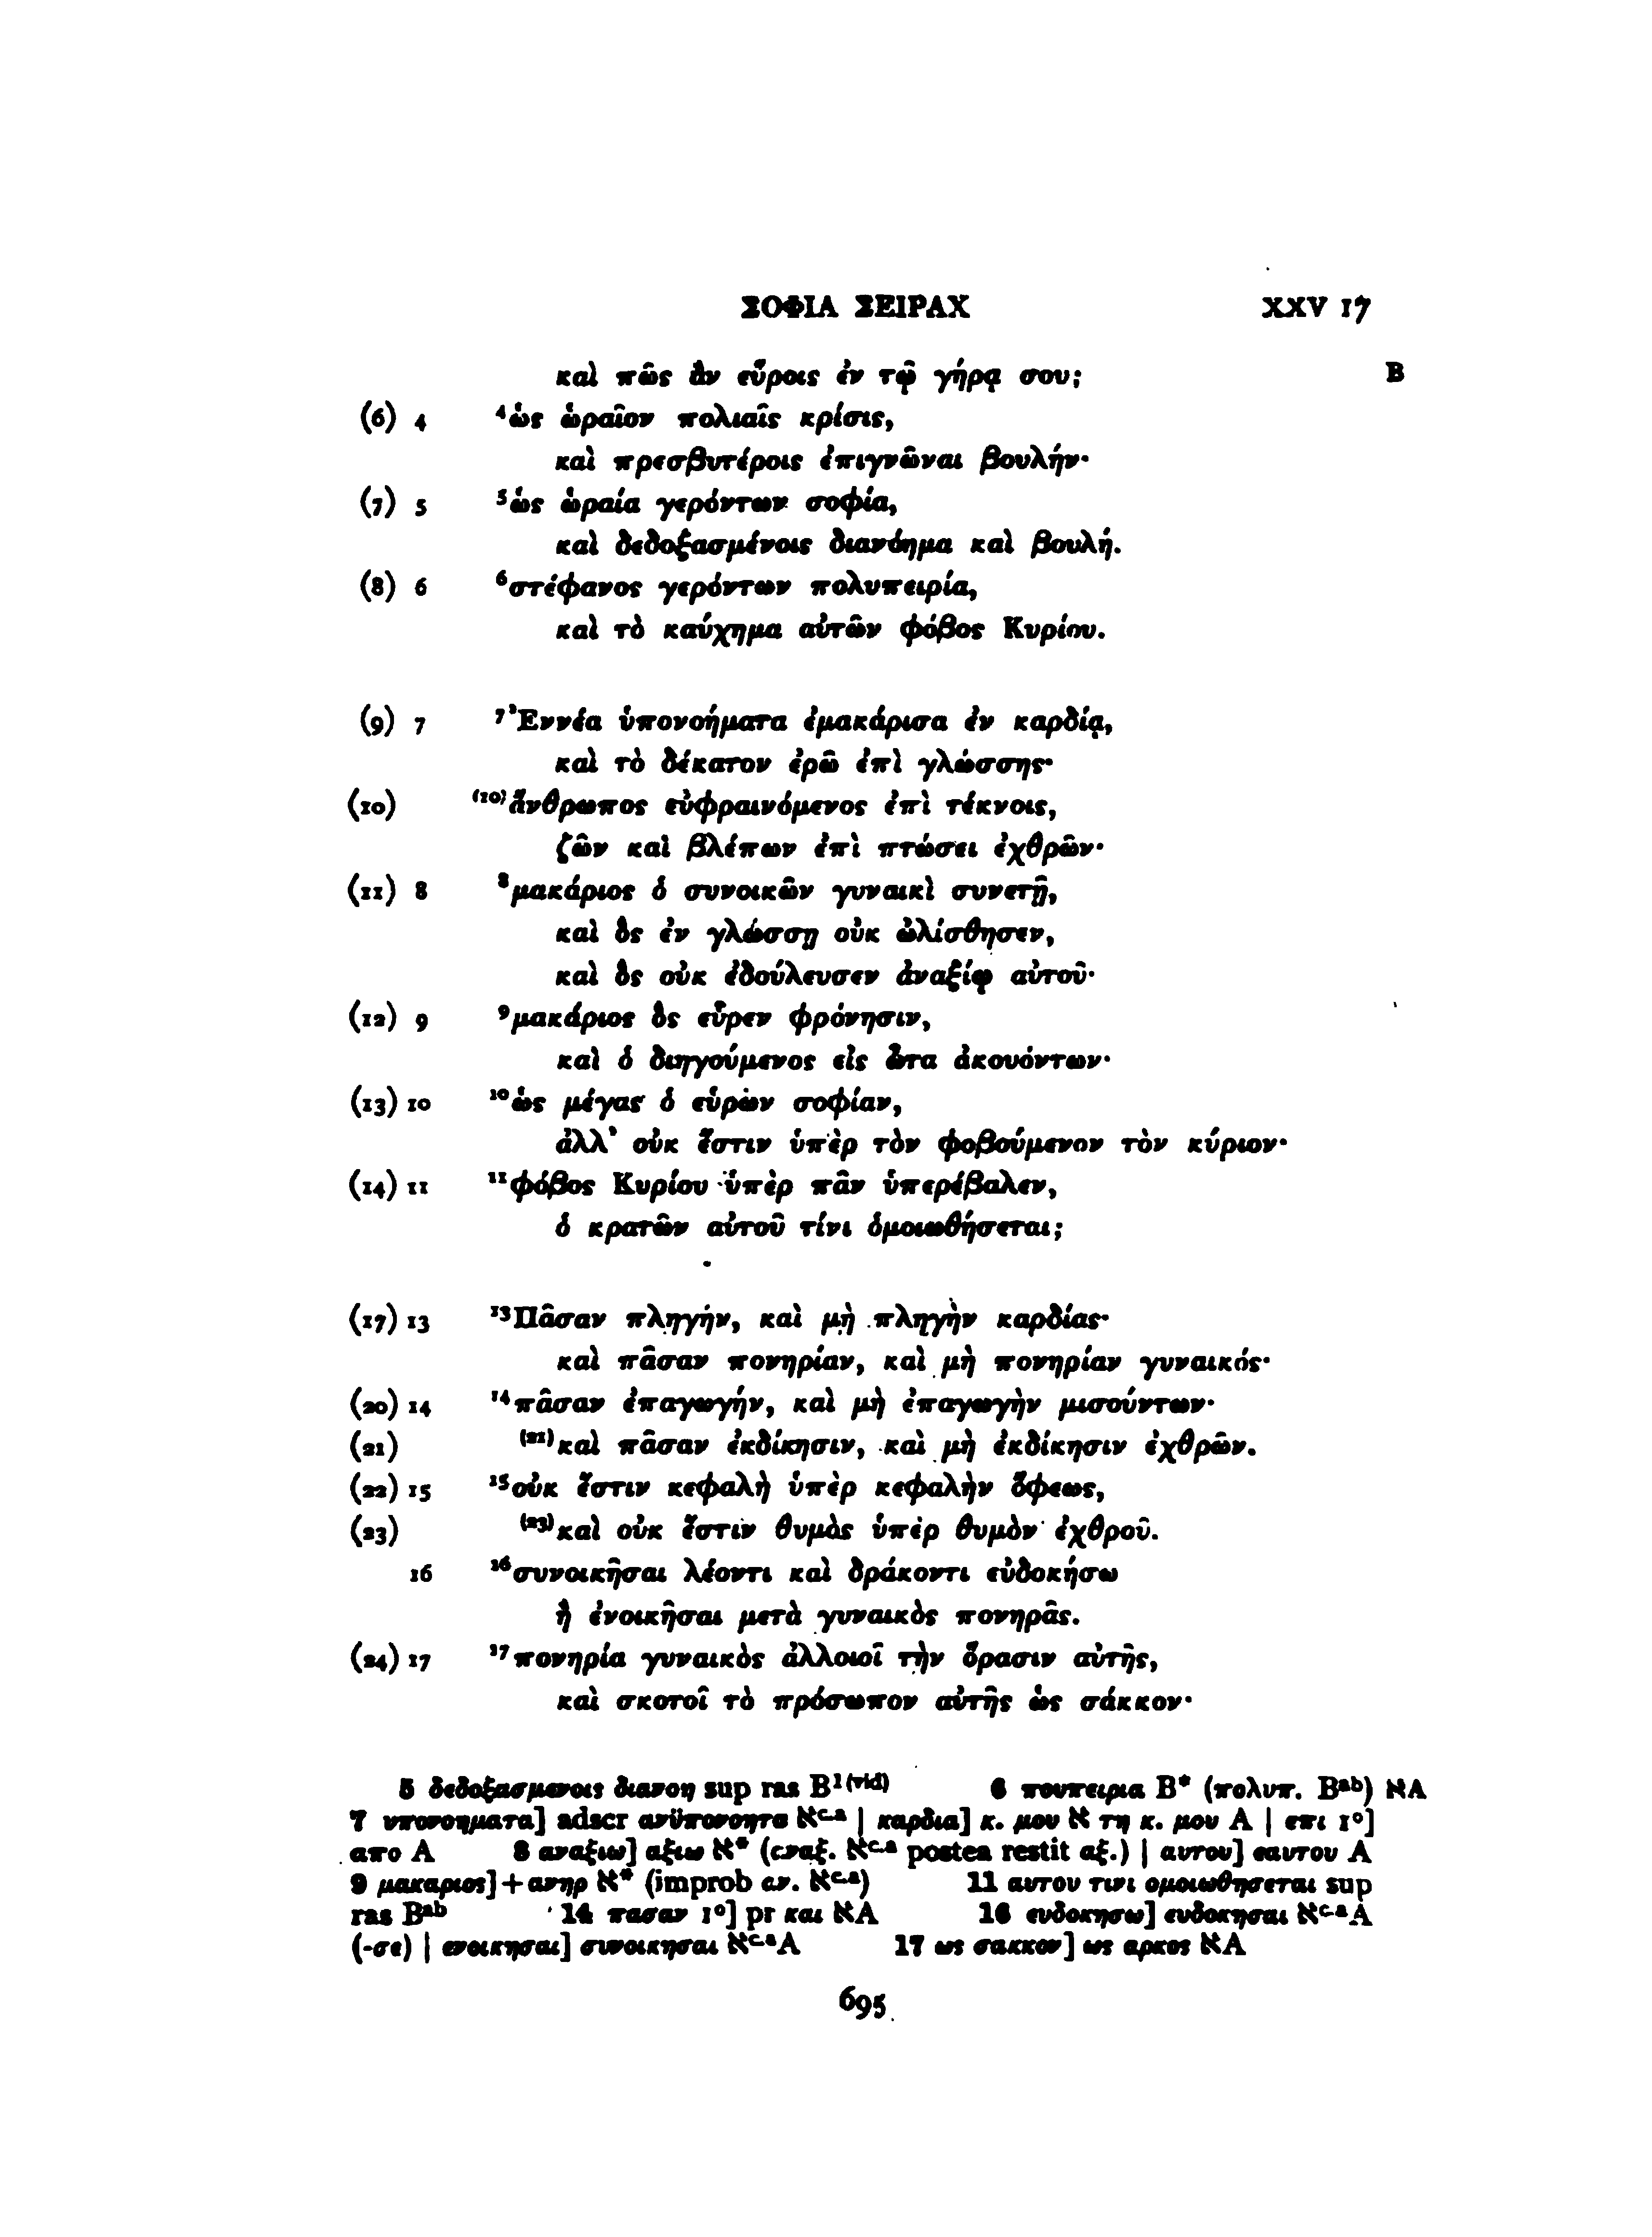 ΣΟΦΙΑ ΣΕΙΡΑΧ XXV 17
καὶ πῶς ἂν εὕροις ἐν τῷ γήρᾳ σου; B
(6) 4 ⁴ὡς ὡραῖον πολιαῖς κρίσις,
καὶ πρεσβυτέροις ἐπιγνῶναι βουλήν·
(7) 5 ⁵ὡς ὡραία γερόντων σοφία,
καὶ δεδοξασμένοις διανόημα καὶ βουλή.
(8) 6 ⁶στέφανος γερόντων πολυπειρία,
καὶ τὸ καύχημα αὐτῶν φόβος Κυρίου.
(9) 7 ⁷Ἐννέα ὑπονοήματα ἐμακάρισα ἐν καρδίᾳ,
καὶ τὸ δέκατον ἐρῶ ἐπὶ γλώσσης·
(10) ⁽¹⁰⁾ἄνθρωπος εὐφραινόμενος ἐπὶ τέκνοις,
ζῶν καὶ βλέπων ἐπὶ πτώσει ἐχθρῶν·
(11) 8 ⁸μακάριος ὁ συνοικῶν γυναικὶ συνετῇ,
καὶ ὃς ἐν γλώσσῃ οὐκ ὠλίσθησεν,
καὶ ὃς οὐκ ἐδούλευσεν ἀναξίῳ αὐτοῦ·
(12) 9 ⁹μακάριος ὃς εὗρεν φρόνησιν,
καὶ ὁ διηγούμενος εἰς ὦτα ἀκουόντων·
(13) 10 ¹⁰ὡς μέγας ὁ εὑρὼν σοφίαν,
ἀλλ᾽ οὐκ ἔστιν ὑπὲρ τὸν φοβούμενον τὸν κύριον·
(14) 11 ¹¹φόβος Κυρίου ὑπὲρ πᾶν ὑπερέβαλεν,
ὁ κρατῶν αὐτοῦ τίνι ὁμοιωθήσεται;
(17) 13 ¹³Πᾶσαν πληγήν, καὶ μὴ πληγὴν καρδίας·
καὶ πᾶσαν πονηρίαν, καὶ μὴ πονηρίαν γυναικός·
(20) 14 ¹⁴πᾶσαν ἐπαγωγήν, καὶ μὴ ἐπαγωγὴν μισούντων·
(21) ⁽²¹⁾καὶ πᾶσαν ἐκδίκησιν, καὶ μὴ ἐκδίκησιν ἐχθρῶν.
(22) 15 ¹⁵οὐκ ἔστιν κεφαλὴ ὑπὲρ κεφαλὴν ὄφεως,
(23) ⁽²³⁾καὶ οὐκ ἔστιν θυμὸς ὑπὲρ θυμὸν ἐχθροῦ.
16 ¹⁶συνοικῆσαι λέοντι καὶ δράκοντι εὐδοκήσω
ἢ ἐνοικῆσαι μετὰ γυναικὸς πονηρᾶς.
(24) 17 ¹⁷πονηρία γυναικὸς ἀλλοιοῖ τὴν ὅρασιν αὐτῆς,
καὶ σκοτοῖ τὸ πρόσωπον αὐτῆς ὡς σάκκον·
5 δεδοξασμενοις διανοη sup ras B¹⁽ᵛⁱᵈ⁾ 6 πουπειρια B* (πολυπ. Bᵃᵇ) ℵA
7 υπονοηματα] adscr ανϋπονοητα ℵᶜ·ᵃ | καρδια] κ. μου ℵ τη κ. μου A | επι 1°]
απο A 8 αναξιω] αξιω ℵ* (αναξ. ℵᶜ·ᵃ postea restit αξ.) | αυτου] εαυτου A
9 μακαριος]+ανηρ ℵ* (improb αν. ℵᶜ·ᵃ) 11 αυτου τινι ομοιωθησεται sup
ras Bᵃᵇ 14 πασαν 1°] pr και ℵA 16 ευδοκησω] ευδοκησαι ℵᶜ·ᵃA
(-σε) | ενοικησαι] συνοικησαι ℵᶜ·ᵃA 17 ως σακκον] ως αρκος ℵA
695